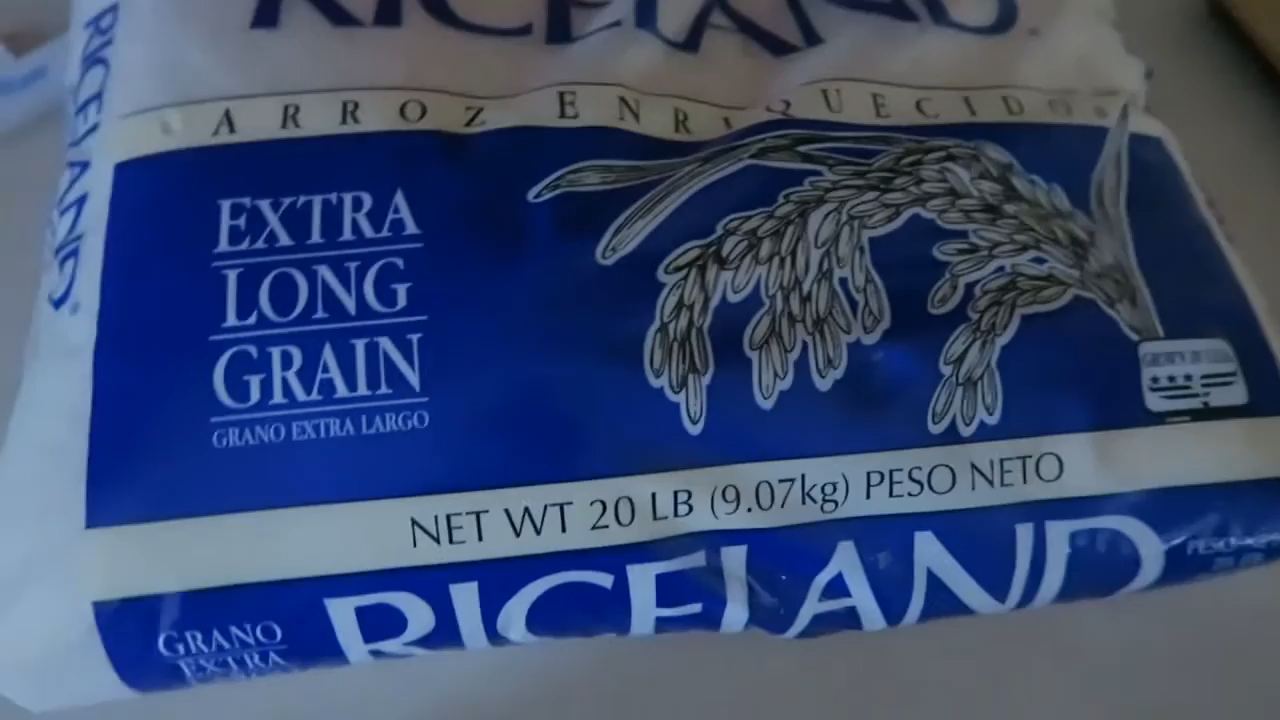 RICELAND
RICELAND
ARROZ ENRIQUECIDO
EXTRA
LONG
GRAIN
GRANO EXTRA LARGO
NET WT 20 LB (9.07kg) PESO NETO
RICELAND
GRANO
EXTRA